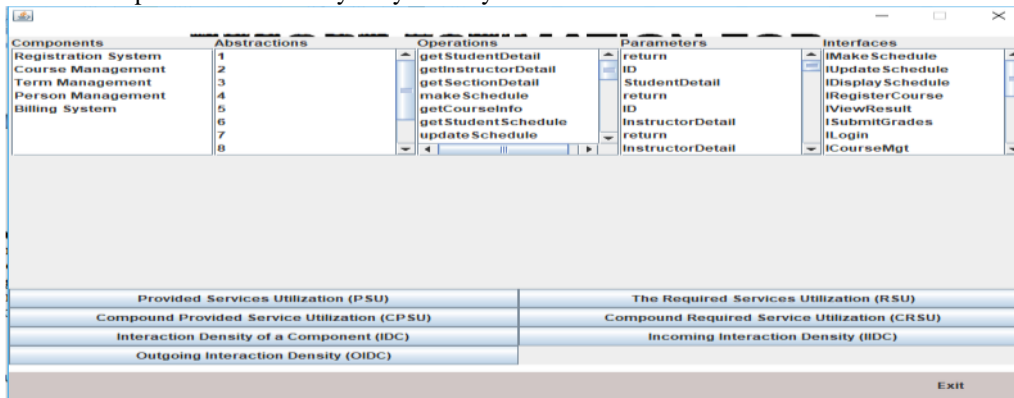 Components Abstractions Operations Parameters Interfaces
Registration System 1 getStudentDetail return IMakeSchedule
Course Management 2 getInstructorDetail ID IUpdateSchedule
Term Management 3 getSectionDetail StudentDetail IDisplaySchedule
Person Management 4 makeSchedule return IRegisterCourse
Billing System 5 getCourseInfo ID IViewResult
6 getStudentSchedule InstructorDetail ISubmitGrades
7 updateSchedule return ILogin
8 InstructorDetail ICourseMgt
Provided Services Utilization (PSU) The Required Services Utilization (RSU)
Compound Provided Service Utilization (CPSU) Compound Required Service Utilization (CRSU)
Interaction Density of a Component (IDC) Incoming Interaction Density (IIDC)
Outgoing Interaction Density (OIDC)
Exit